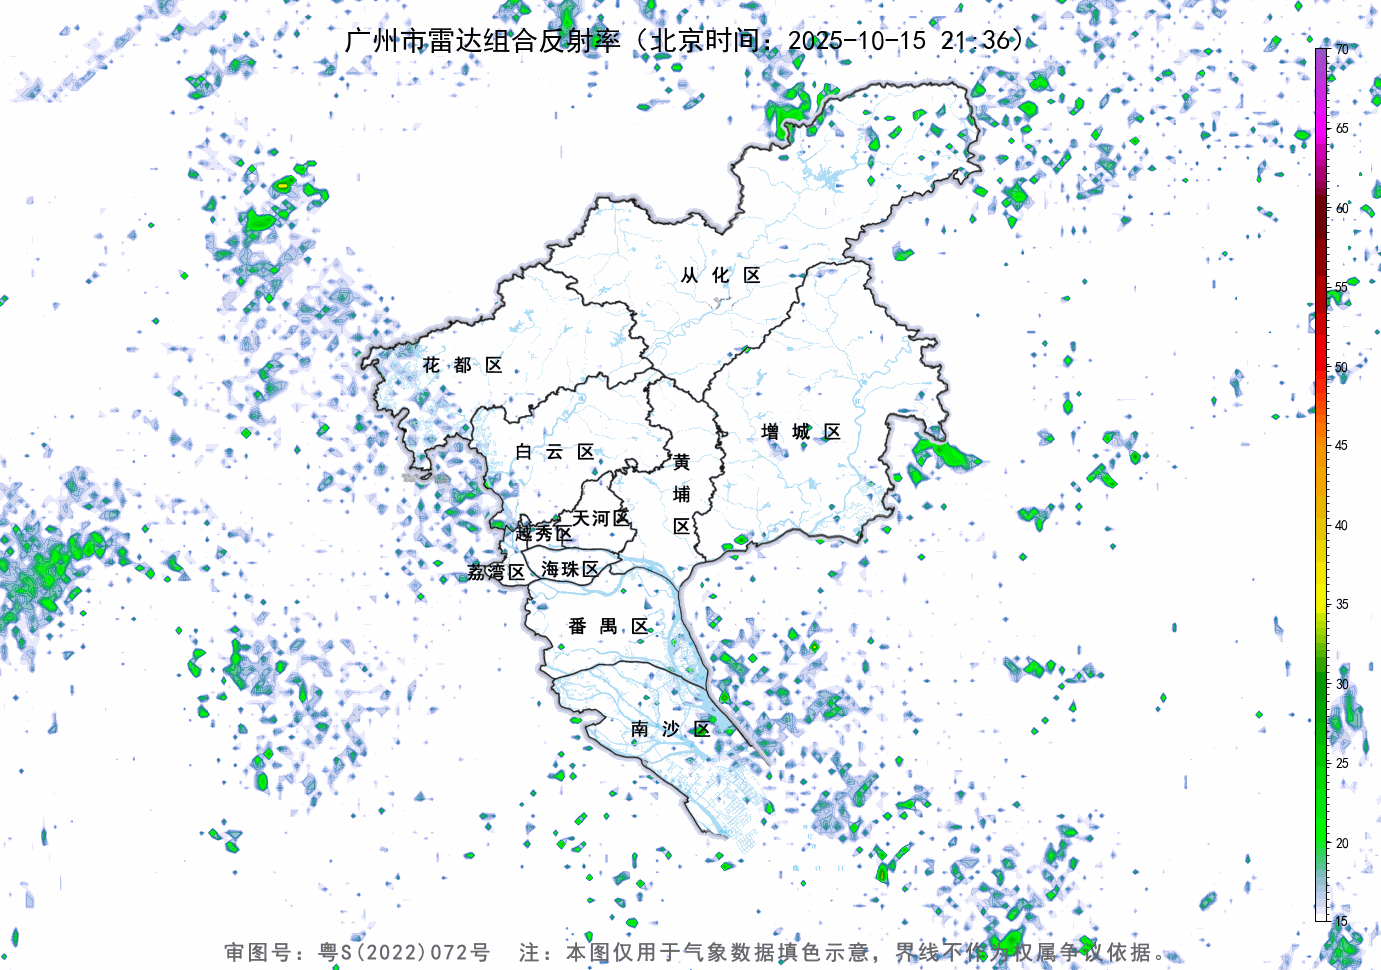 广州市雷达组合反射率（北京时间：2025-10-15 21:36）
70
65
60
55
50
45
40
35
30
25
20
15
从化区
花都区
增城区
白云区
黄埔区
天河区
越秀区
荔湾区
海珠区
番禺区
南沙区
审图号：粤S(2022)072号 注：本图仅用于气象数据填色示意，界线不作为权属争议依据。